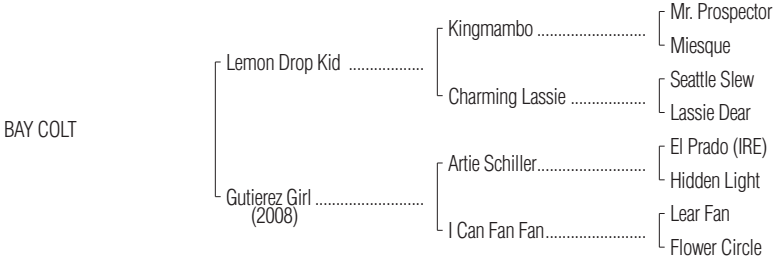 Mr. Prospector
Kingmambo ..........................
Miesque
Lemon Drop Kid ..................
Seattle Slew
Charming Lassie ..................
Lassie Dear
BAY COLT
El Prado (IRE)
Artie Schiller..........................
Hidden Light
Gutierez Girl ..........................
(2008)
Lear Fan
I Can Fan Fan........................
Flower Circle